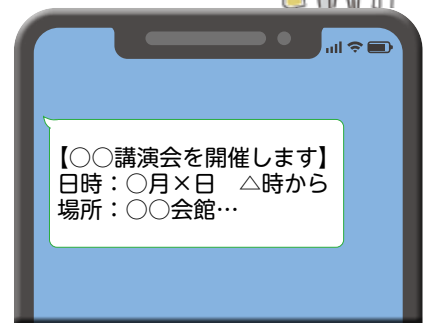 【○○講演会を開催します】
日時：○月×日　△時から
場所：○○会館…